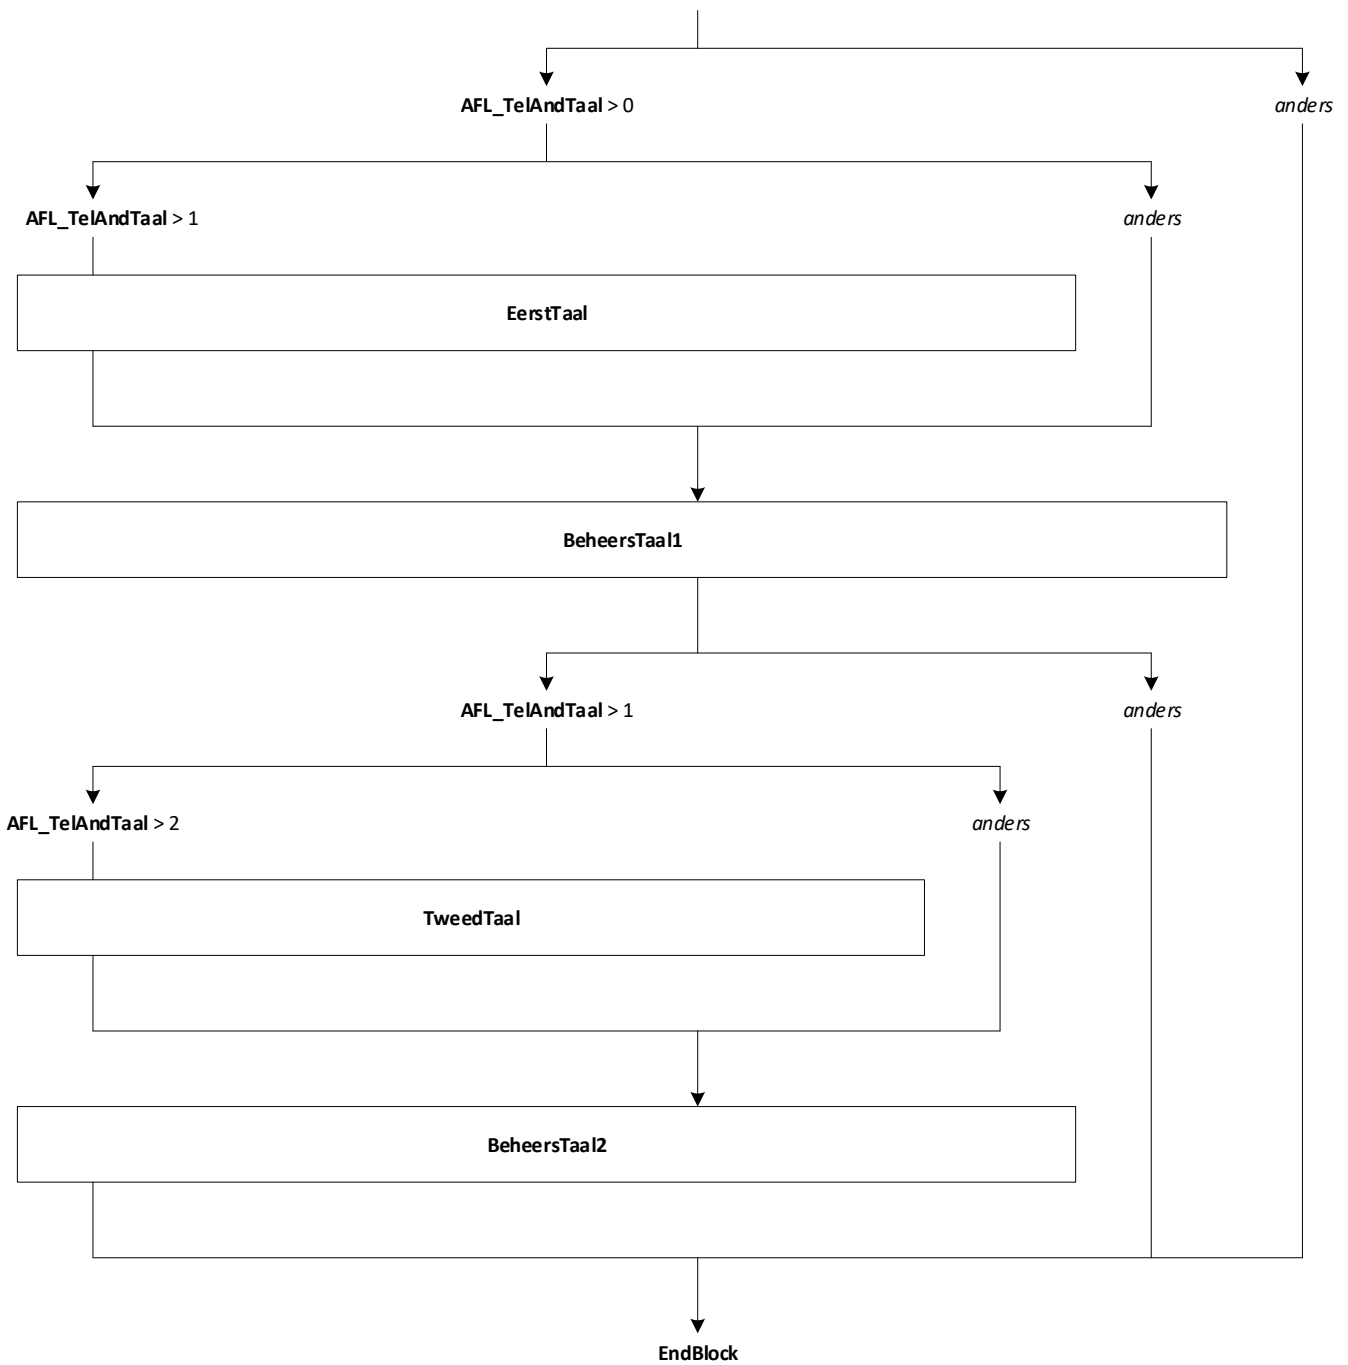 AFL_TelAndTaal > 0
anders
AFL_TelAndTaal > 1
anders
EerstTaal
BeheersTaal1
AFL_TelAndTaal > 1
anders
AFL_TelAndTaal > 2
anders
TweedTaal
BeheersTaal2
EndBlock